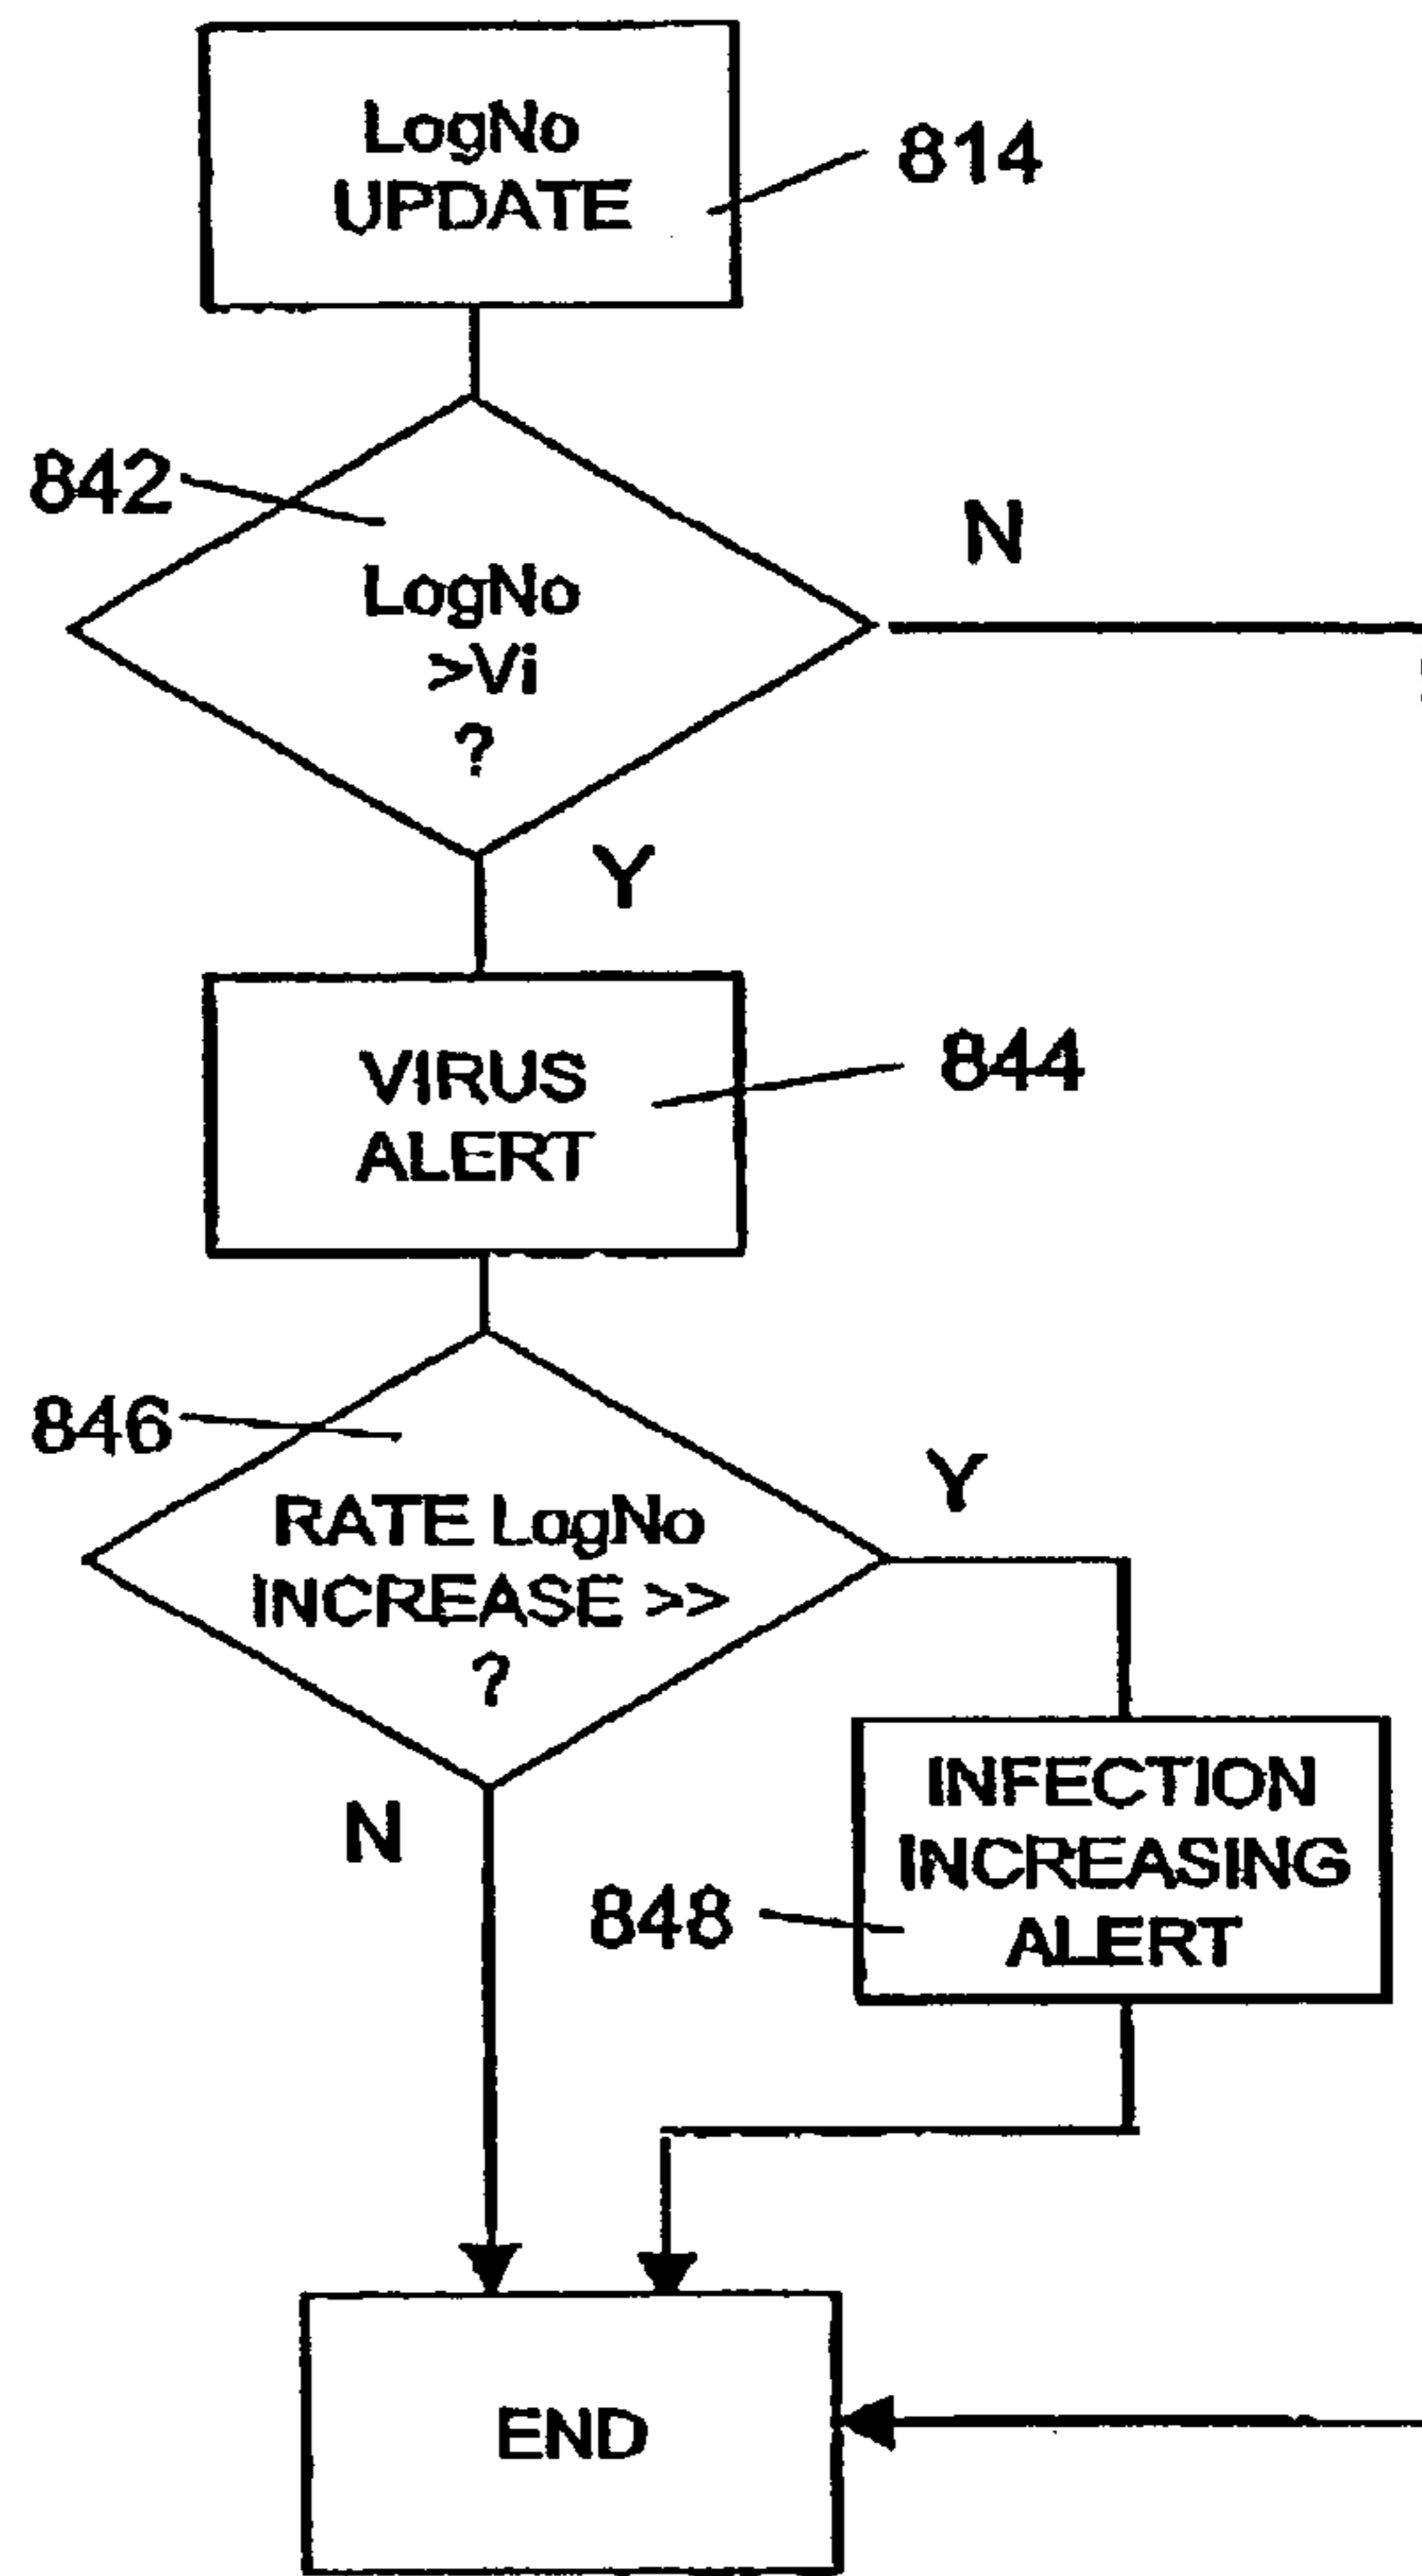 LogNo
UPDATE
814
842
N
LogNo
>Vi
?
Y
VIRUS
ALERT
844
846
Y
RATE LogNo
INCREASE >>
?
N
INFECTION
INCREASING
ALERT
848
END